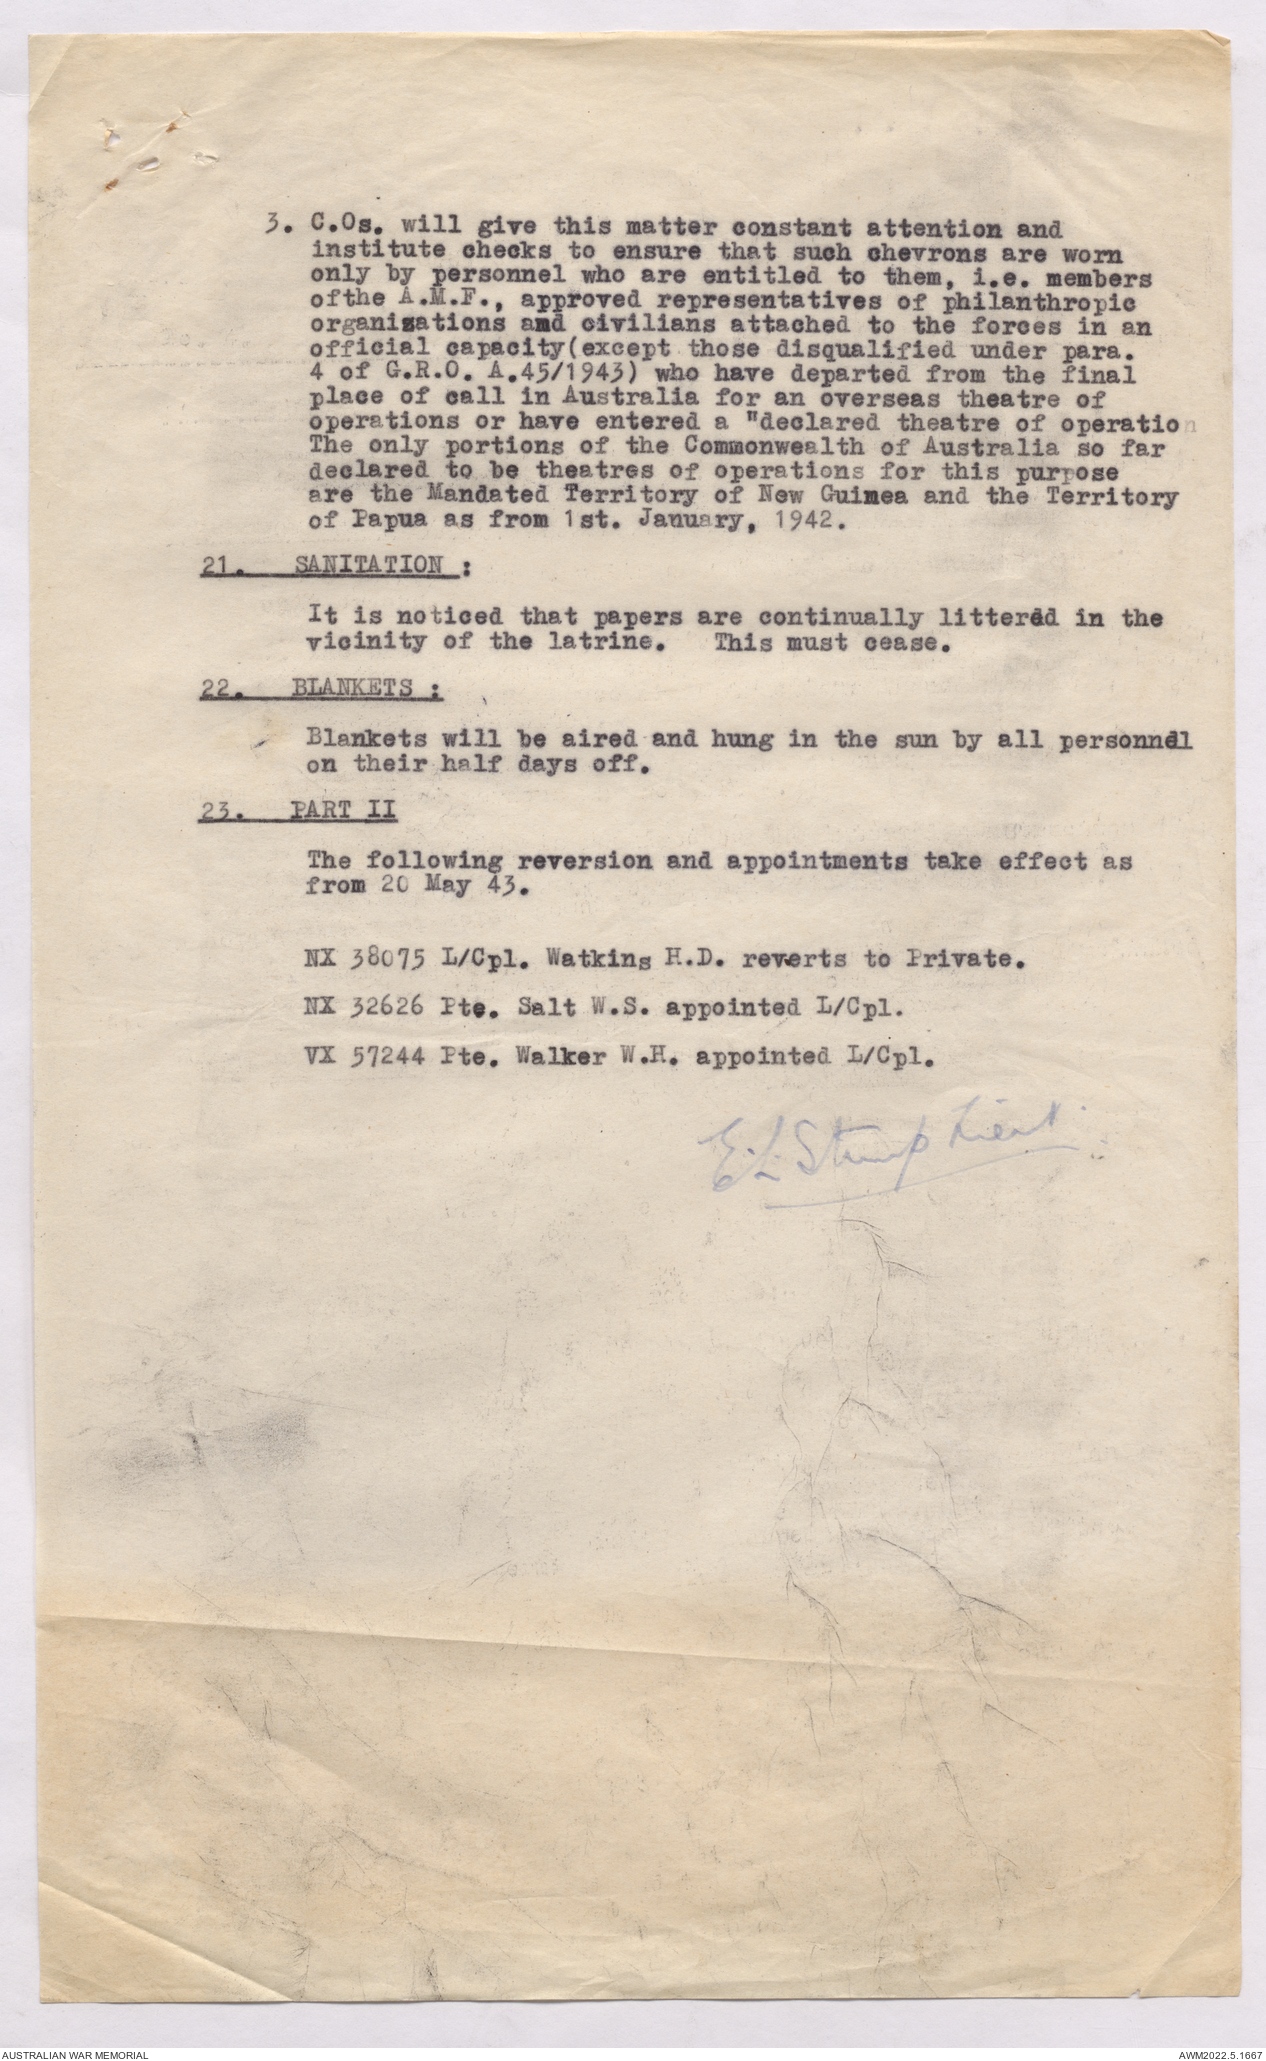 3. C.Os. will give this matter constant attention and
institute checks to ensure that such chevrons are worn
only by personnel who are entitled to them, i.e. members
ofthe A.M.F., approved representatives of philanthropic
organizations amd civilians attached to the forces in an
official capacity(except those disqualified under para.
4 of G.R.O. A.45/1943) who have departed from the final
place of call in Australia for an overseas theatre of
operations or have entered a "declared theatre of operation
The only portions of the Commonwealth of Australia so far
declared to be theatres of operations for this purpose
are the Mandated Territory of New Guimea and the Territory
of Papua as from 1st. January, 1942.
21. SANITATION :
It is noticed that papers are continually littered in the
vicinity of the latrine. This must cease.
22. BLANKETS :
Blankets will be aired and hung in the sun by all personnel
on their half days off.
23. PART II
The following reversion and appointments take effect as
from 20 May 43.
NX 38075 L/Cpl. Watkins H.D. reverts to Private.
NX 32626 Pte. Salt W.S. appointed L/Cpl.
VX 57244 Pte. Walker W.H. appointed L/Cpl.
E.L. Stump Lieut.
AUSTRALIAN WAR MEMORIAL
AWM2022.5.1667